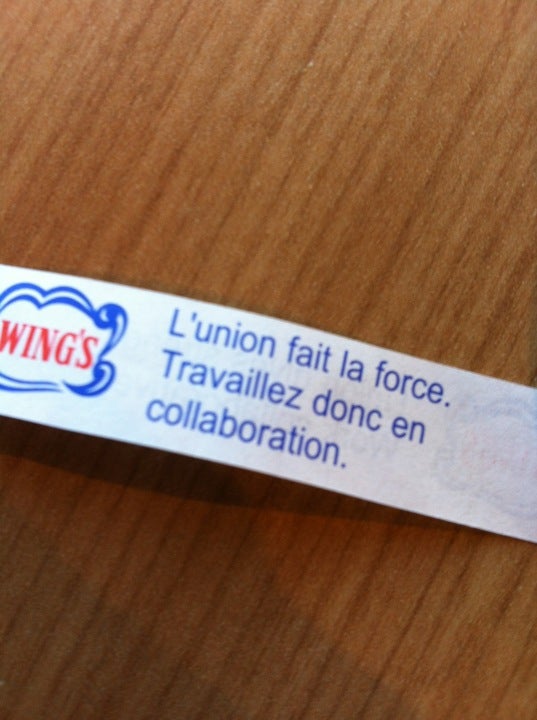 WING'S
L'union fait la force.
Travaillez donc en
collaboration.